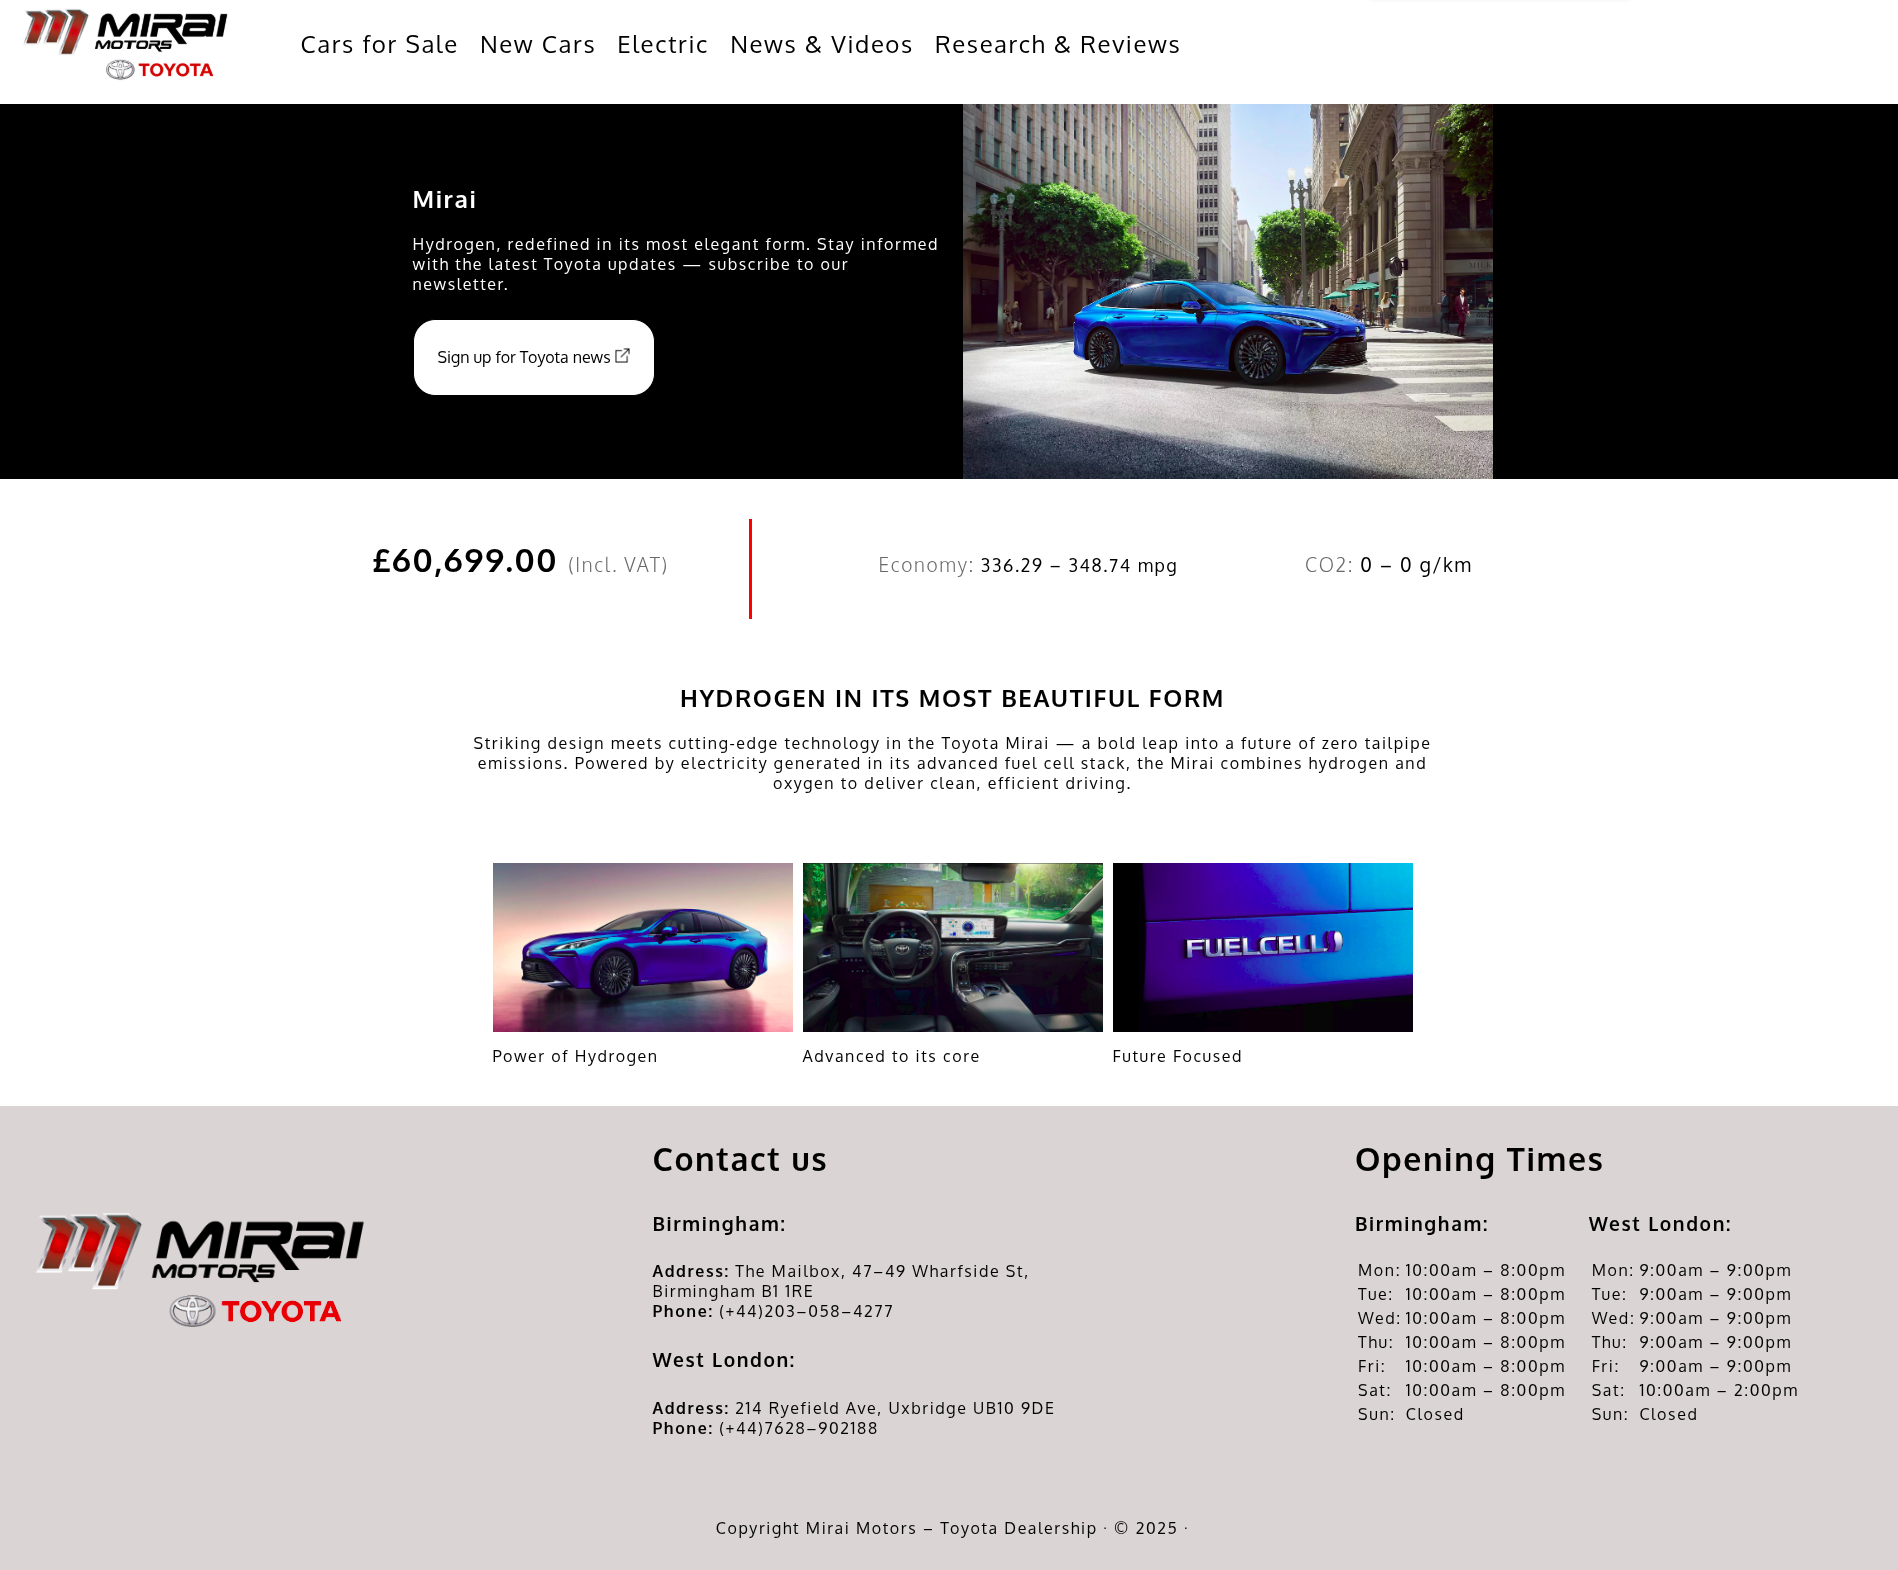 MIRAI
MOTORS
TOYOTA
Cars for Sale New Cars Electric News & Videos Research & Reviews
Mirai
Hydrogen, redefined in its most elegant form. Stay informed
with the latest Toyota updates — subscribe to our
newsletter.
Sign up for Toyota news
£60,699.00 (Incl. VAT)
Economy: 336.29 – 348.74 mpg
CO2: 0 – 0 g/km
HYDROGEN IN ITS MOST BEAUTIFUL FORM
Striking design meets cutting-edge technology in the Toyota Mirai — a bold leap into a future of zero tailpipe
emissions. Powered by electricity generated in its advanced fuel cell stack, the Mirai combines hydrogen and
oxygen to deliver clean, efficient driving.
FUELCELL
Power of Hydrogen
Advanced to its core
Future Focused
MIRAI
MOTORS
TOYOTA
Contact us
Birmingham:
Address: The Mailbox, 47–49 Wharfside St,
Birmingham B1 1RE
Phone: (+44)203–058–4277
West London:
Address: 214 Ryefield Ave, Uxbridge UB10 9DE
Phone: (+44)7628–902188
Opening Times
Birmingham:
Mon: 10:00am – 8:00pm
Tue: 10:00am – 8:00pm
Wed: 10:00am – 8:00pm
Thu: 10:00am – 8:00pm
Fri: 10:00am – 8:00pm
Sat: 10:00am – 8:00pm
Sun: Closed
West London:
Mon: 9:00am – 9:00pm
Tue: 9:00am – 9:00pm
Wed: 9:00am – 9:00pm
Thu: 9:00am – 9:00pm
Fri: 9:00am – 9:00pm
Sat: 10:00am – 2:00pm
Sun: Closed
Copyright Mirai Motors – Toyota Dealership · © 2025 ·